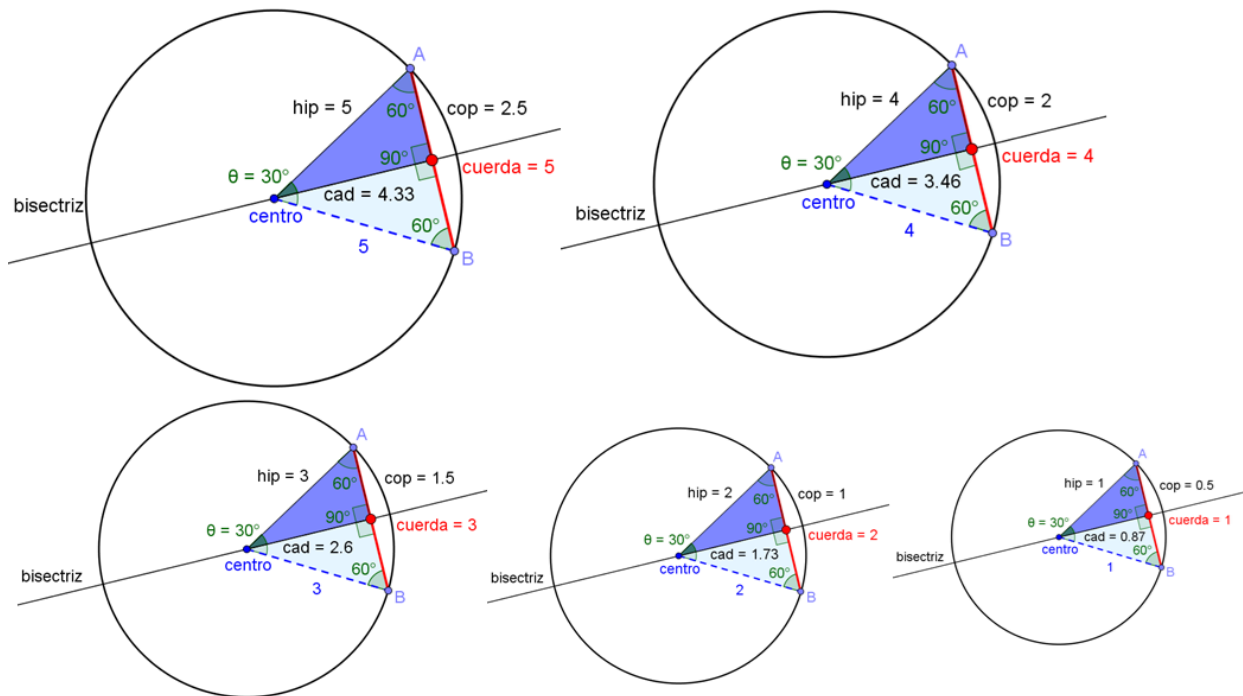 A
hip = 5
cop = 2.5
60°
90°
cuerda = 5
θ = 30°
cad = 4.33
bisectriz
centro
60°
5
B
A
hip = 4
cop = 2
60°
90°
cuerda = 4
θ = 30°
cad = 3.46
bisectriz
centro
60°
4
B
A
hip = 3
cop = 1.5
60°
90°
cuerda = 3
θ = 30°
cad = 2.6
centro
60°
bisectriz
3
B
A
hip = 2
cop = 1
60°
90°
cuerda = 2
θ = 30°
cad = 1.73
centro
60°
bisectriz
2
B
A
hip = 1
cop = 0.5
60°
90°
cuerda = 1
θ = 30°
cad = 0.87
centro
60°
bisectriz
1
B